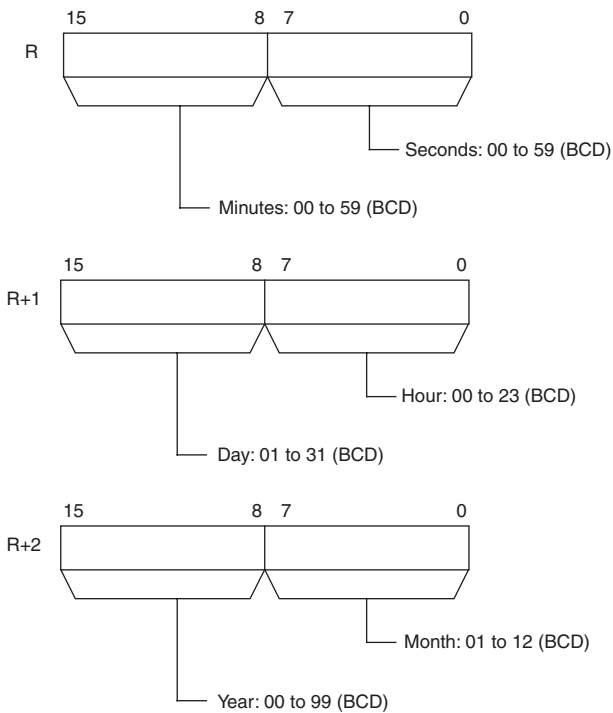 15 8 7 0
R
Seconds: 00 to 59 (BCD)
Minutes: 00 to 59 (BCD)
15 8 7 0
R+1
Hour: 00 to 23 (BCD)
Day: 01 to 31 (BCD)
15 8 7 0
R+2
Month: 01 to 12 (BCD)
Year: 00 to 99 (BCD)